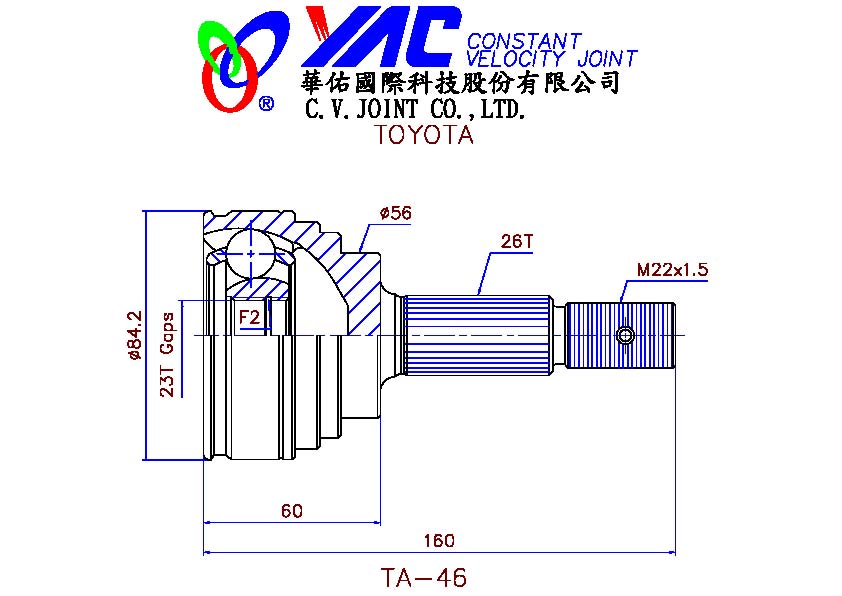 YAC CONSTANT
VELOCITY JOINT
®
華佑國際科技股份有限公司
C.V.JOINT CO.,LTD.
TOYOTA
ø56
26T
M22x1.5
F2
ø84.2
23T Gaps
60
160
TA-46